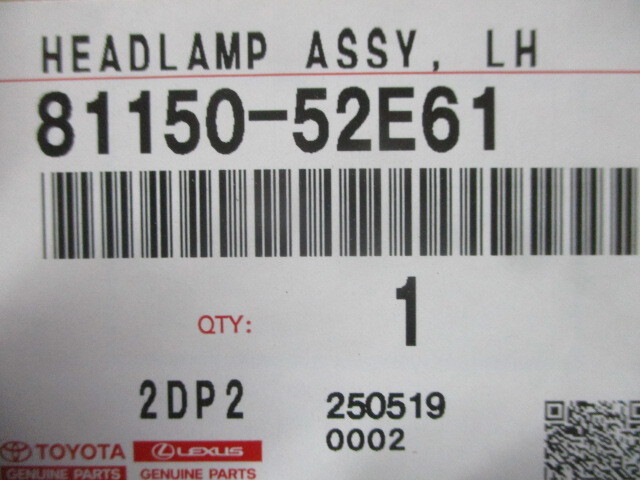 HEADLAMP ASSY, LH
81150-52E61
QTY: 1
2DP2 250519
0002
TOYOTA LEXUS
GENUINE PARTS GENUINE PARTS